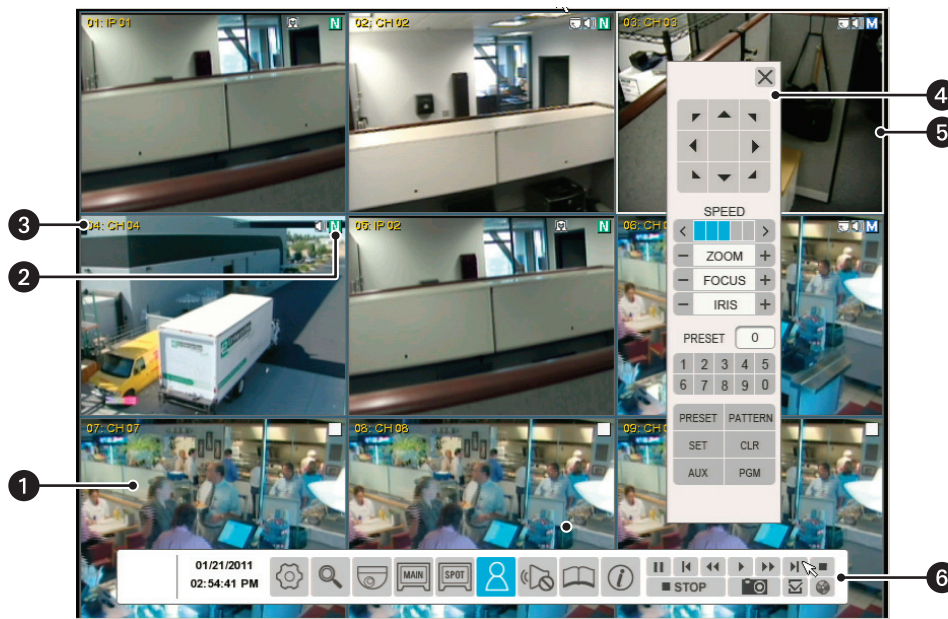 01: IP 01
N
02: CH 02
N
03: CH 03
M
4
5
SPEED
3
04: CH 04
N
05: IP 02
06: CH
M
2
ZOOM
FOCUS
IRIS
PRESET 0
1 2 3 4 5
6 7 8 9 0
PRESET PATTERN
SET CLR
AUX PGM
07: CH 07
08: CH 08
09: CH
1
01/21/2011
02:54:41 PM
MAIN
SPOT
i
STOP
6